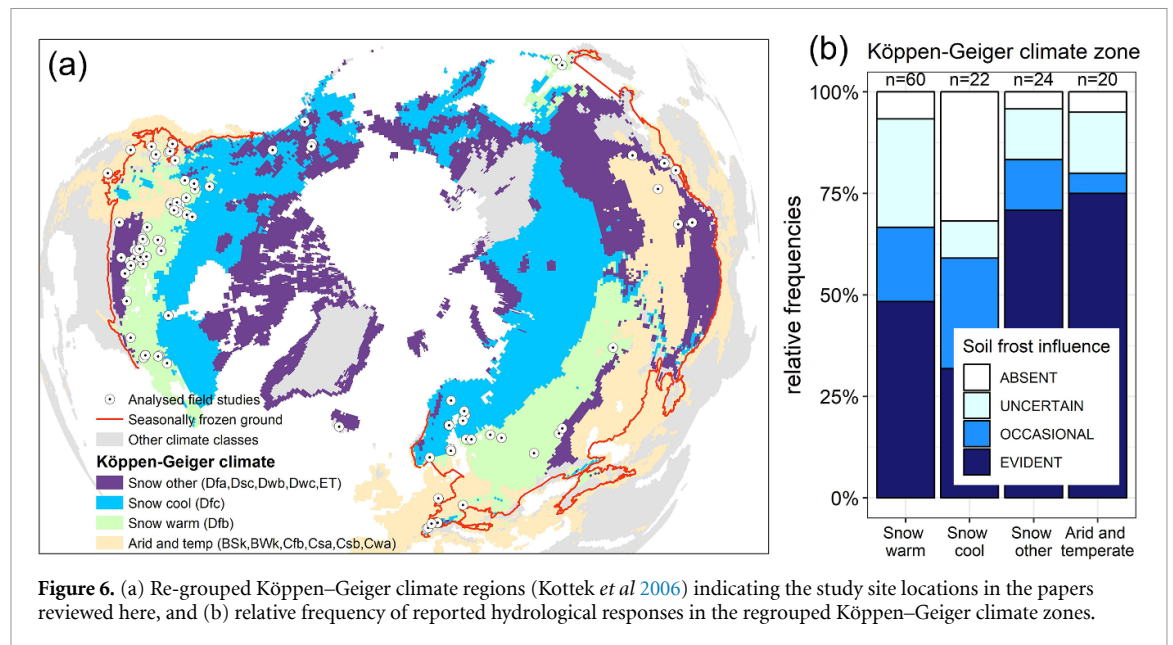 (a)
Analysed field studies
Seasonally frozen ground
Other climate classes
Köppen-Geiger climate
Snow other (Dfa,Dsc,Dwb,Dwc,ET)
Snow cool (Dfc)
Snow warm (Dfb)
Arid and temp (BSk,BWk,Cfb,Csa,Csb,Cwa)
(b)
Köppen-Geiger climate zone
n=60 n=22 n=24 n=20
100%
75%
50%
25%
0%
relative frequencies
Soil frost influence
ABSENT
UNCERTAIN
OCCASIONAL
EVIDENT
Snow warm
Snow cool
Snow other
Arid and temperate
Figure 6. (a) Re-grouped Köppen–Geiger climate regions (Kottek et al 2006) indicating the study site locations in the papers
reviewed here, and (b) relative frequency of reported hydrological responses in the regrouped Köppen–Geiger climate zones.